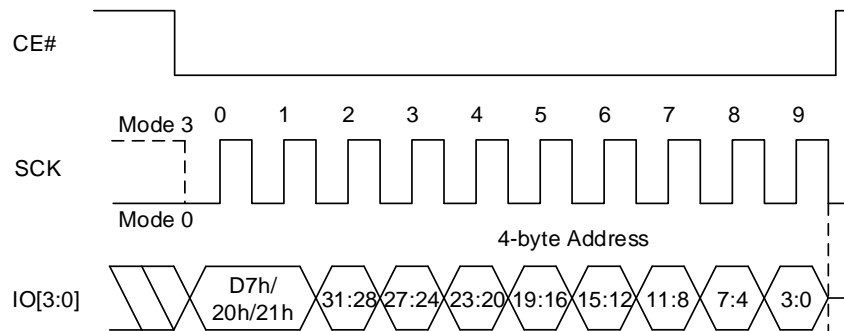 CE#
0 1 2 3 4 5 6 7 8 9
Mode 3
SCK
Mode 0
4-byte Address
IO[3:0]
D7h/
20h/21h
31:28 27:24 23:20 19:16 15:12 11:8 7:4 3:0